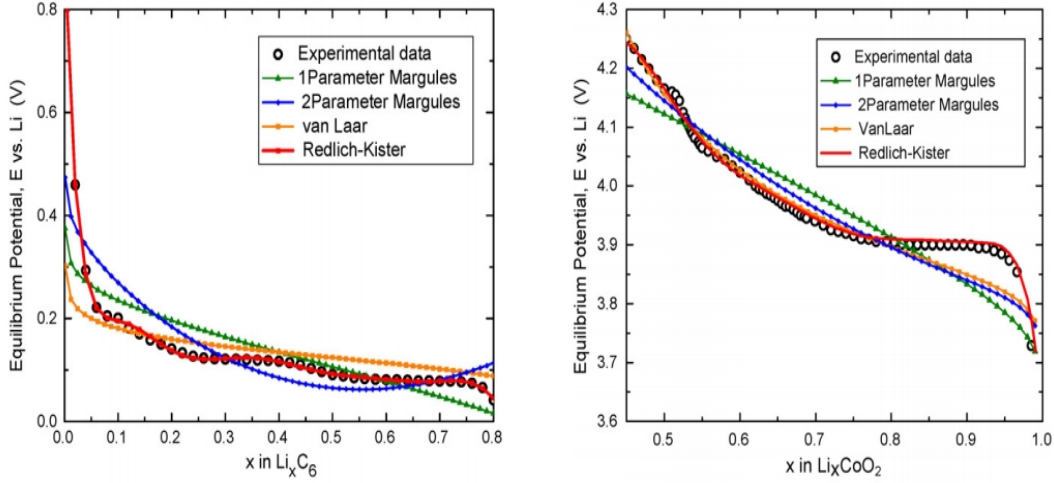 0.8
0.6
0.4
0.2
0.0
Equilibrium Potential, E vs. Li (V)
Experimental data
1Parameter Margules
2Parameter Margules
van Laar
Redlich-Kister
0.0 0.1 0.2 0.3 0.4 0.5 0.6 0.7 0.8
x in LiₓC₆
4.3
4.2
4.1
4.0
3.9
3.8
3.7
3.6
Equilibrium Potential, E vs. Li (V)
Experimental data
1Parameter Margules
2Parameter Margules
VanLaar
Redlich-Kister
0.5 0.6 0.7 0.8 0.9 1.0
x in LixCoO₂